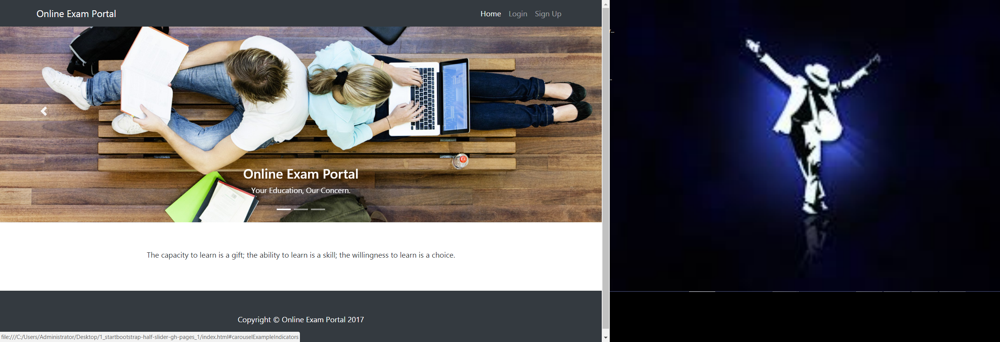 Online Exam Portal
Home Login Sign Up
Online Exam Portal
Your Education, Our Concern.
The capacity to learn is a gift; the ability to learn is a skill; the willingness to learn is a choice.
Copyright © Online Exam Portal 2017
file:///C:/Users/Administrator/Desktop/1_startbootstrap-half-slider-gh-pages_1/index.html#carouselExampleIndicators